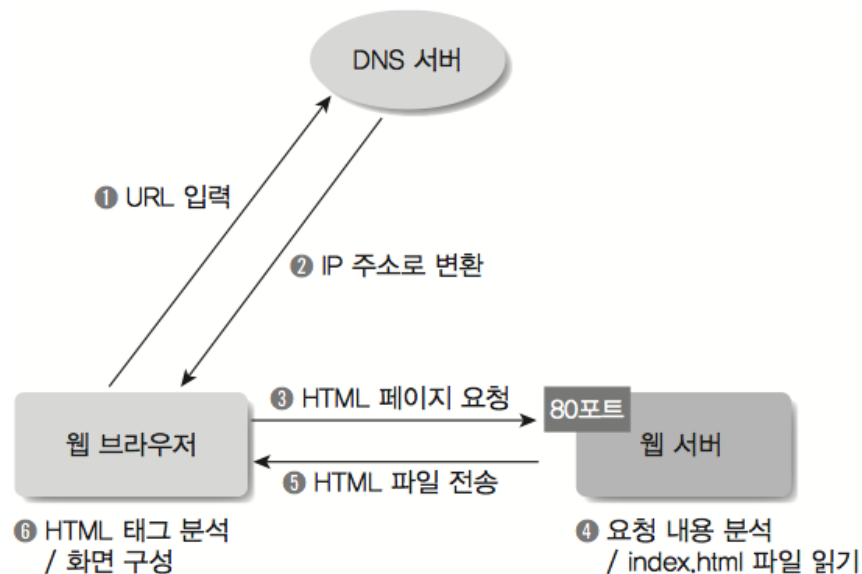 DNS 서버
❶ URL 입력
❷ IP 주소로 변환
❸ HTML 페이지 요청
80포트
웹 브라우저
웹 서버
❺ HTML 파일 전송
❻ HTML 태그 분석
/ 화면 구성
❹ 요청 내용 분석
/ index.html 파일 읽기